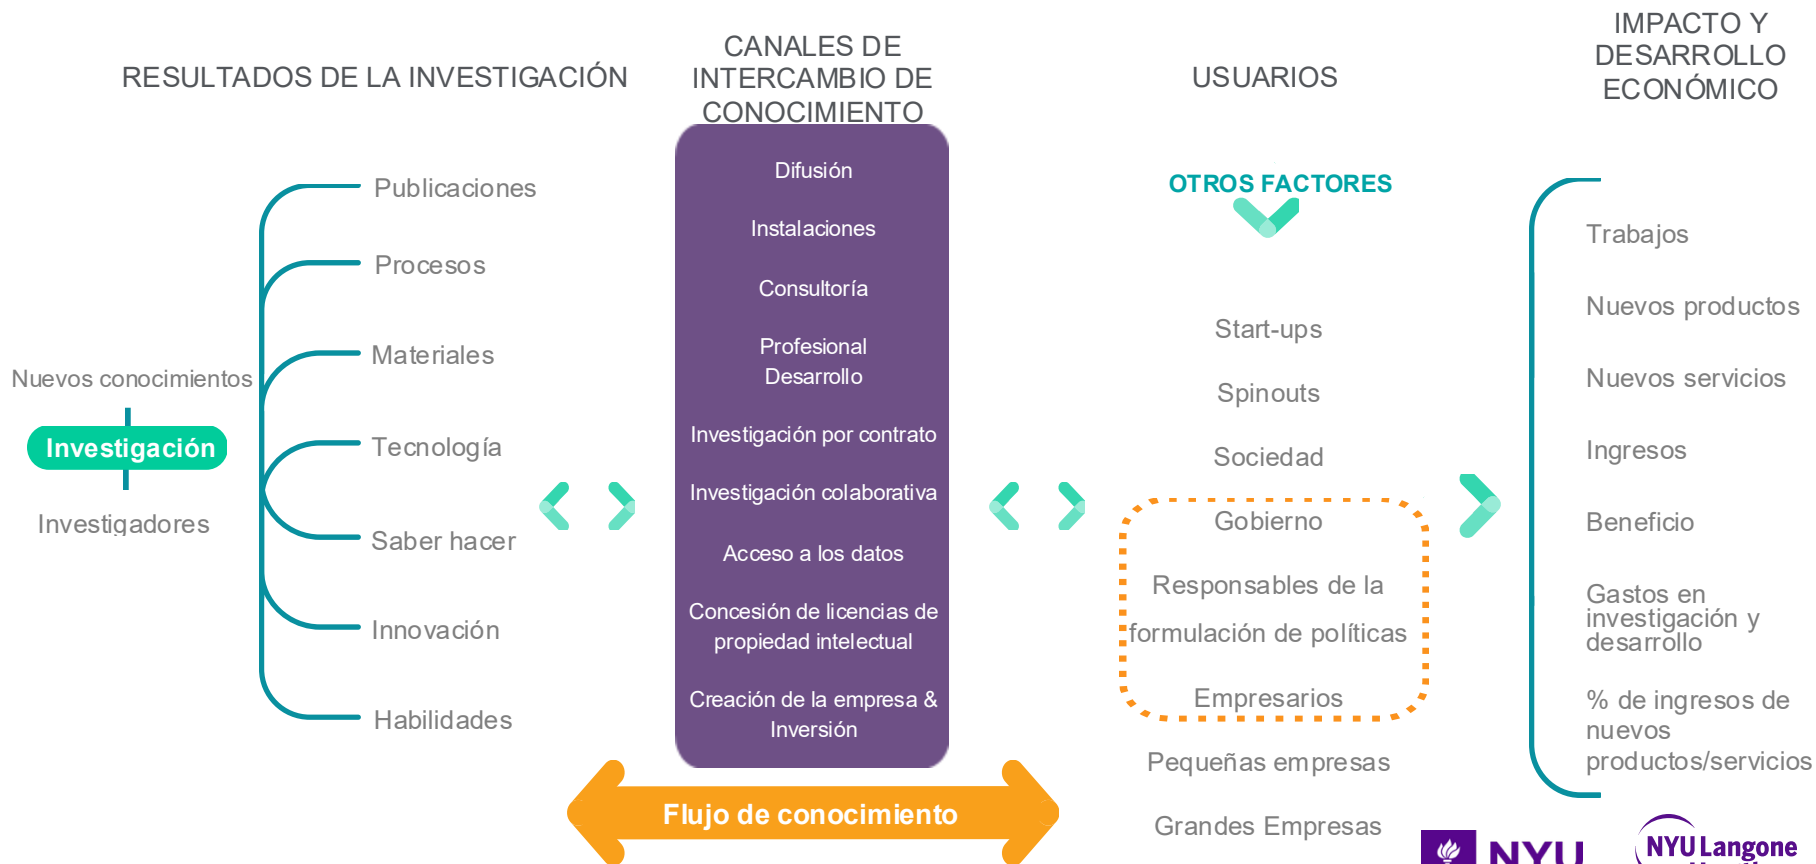 RESULTADOS DE LA INVESTIGACIÓN
CANALES DE
INTERCAMBIO DE
CONOCIMIENTO
USUARIOS
IMPACTO Y
DESARROLLO
ECONÓMICO
Nuevos conocimientos
Investigación
Investigadores
Publicaciones
Procesos
Materiales
Tecnología
Saber hacer
Innovación
Habilidades
Difusión
Instalaciones
Consultoría
Profesional
Desarrollo
Investigación por contrato
Investigación colaborativa
Acceso a los datos
Concesión de licencias de
propiedad intelectual
Creación de la empresa &
Inversión
Flujo de conocimiento
OTROS FACTORES
Start-ups
Spinouts
Sociedad
Gobierno
Responsables de la
formulación de políticas
Empresarios
Pequeñas empresas
Grandes Empresas
Trabajos
Nuevos productos
Nuevos servicios
Ingresos
Beneficio
Gastos en
investigación y
desarrollo
% de ingresos de
nuevos
productos/servicios
NYU
NYU Langone